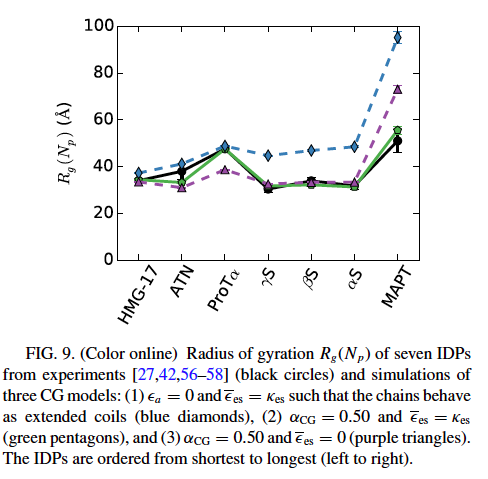 100
80
60
40
20
0
R_g(N_p) (Å)
HMG-17
ATN
ProTα
γS
βS
αS
MAPT
FIG. 9. (Color online) Radius of gyration R_g(N_p) of seven IDPs
from experiments [27,42,56–58] (black circles) and simulations of
three CG models: (1) ϵ_a = 0 and ϵ̅_es = κ_es such that the chains behave
as extended coils (blue diamonds), (2) α_CG = 0.50 and ϵ̅_es = κ_es
(green pentagons), and (3) α_CG = 0.50 and ϵ̅_es = 0 (purple triangles).
The IDPs are ordered from shortest to longest (left to right).